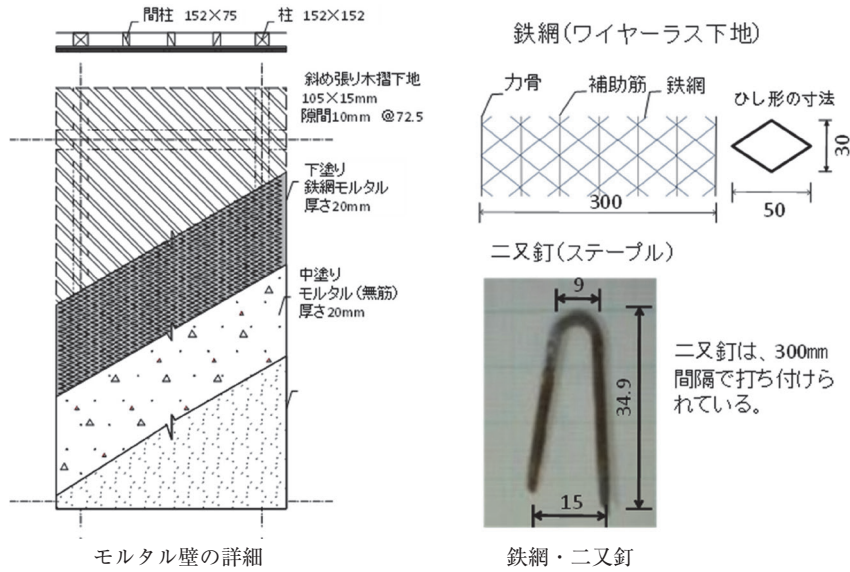 間柱 152×75
柱 152×152
斜め張り木摺下地
105×15mm
隙間10mm @72.5
下塗り
鉄網モルタル
厚さ20mm
中塗り
モルタル（無筋）
厚さ20mm
モルタル壁の詳細
鉄網（ワイヤーラス下地）
力骨
補助筋
鉄網
ひし形の寸法
300
30
50
二又釘（ステープル）
9
34.9
15
二又釘は、300mm
間隔で打ち付けら
れている。
鉄網・二又釘